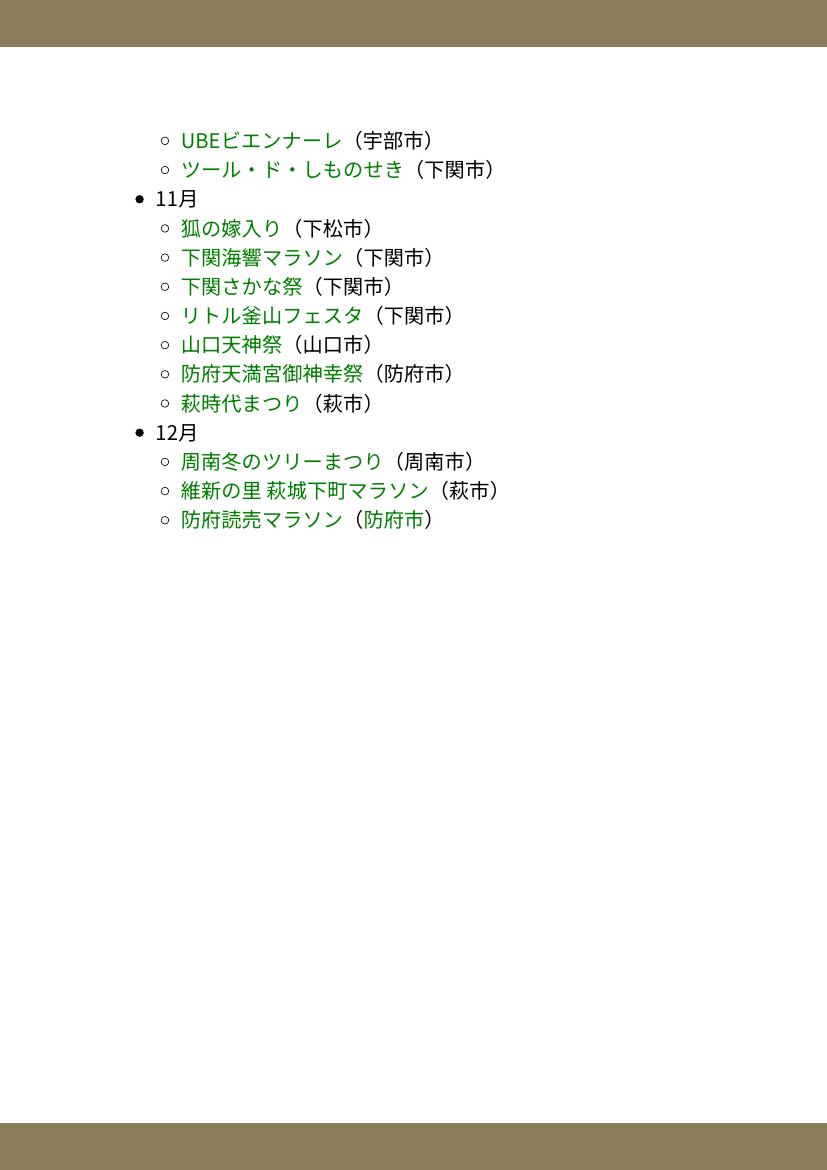 UBEビエンナーレ（宇部市）
ツール・ド・しものせき（下関市）
11月
狐の嫁入り（下松市）
下関海響マラソン（下関市）
下関さかな祭（下関市）
リトル釜山フェスタ（下関市）
山口天神祭（山口市）
防府天満宮御神幸祭（防府市）
萩時代まつり（萩市）
12月
周南冬のツリーまつり（周南市）
維新の里 萩城下町マラソン（萩市）
防府読売マラソン（防府市）